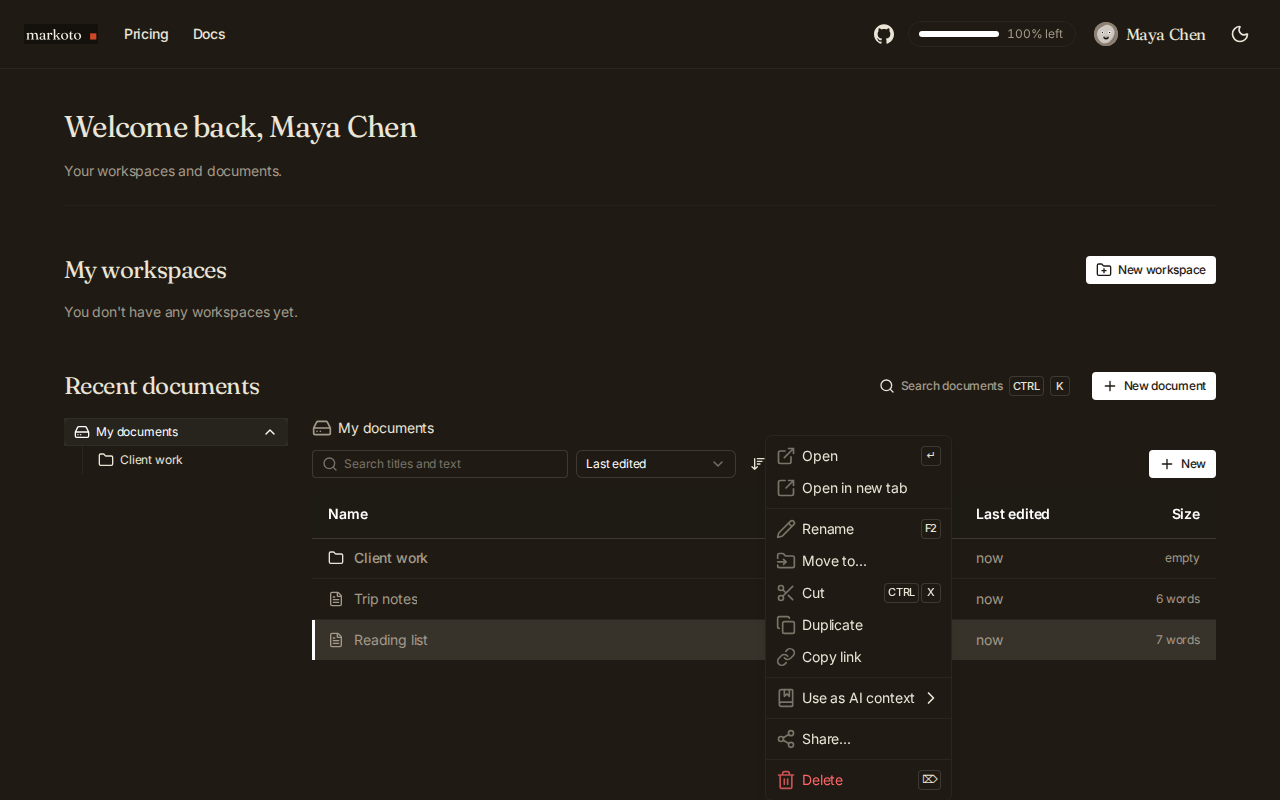 markoto
Pricing
Docs
100% left
Maya Chen
Welcome back, Maya Chen
Your workspaces and documents.
My workspaces
New workspace
You don't have any workspaces yet.
Recent documents
Search documents CTRL K
New document
My documents
Client work
My documents
Search titles and text
Last edited
New
Name
Last edited
Size
Client work
now
empty
Trip notes
now
6 words
Reading list
now
7 words
Open ↵
Open in new tab
Rename F2
Move to...
Cut CTRL X
Duplicate
Copy link
Use as AI context
Share...
Delete ⌦